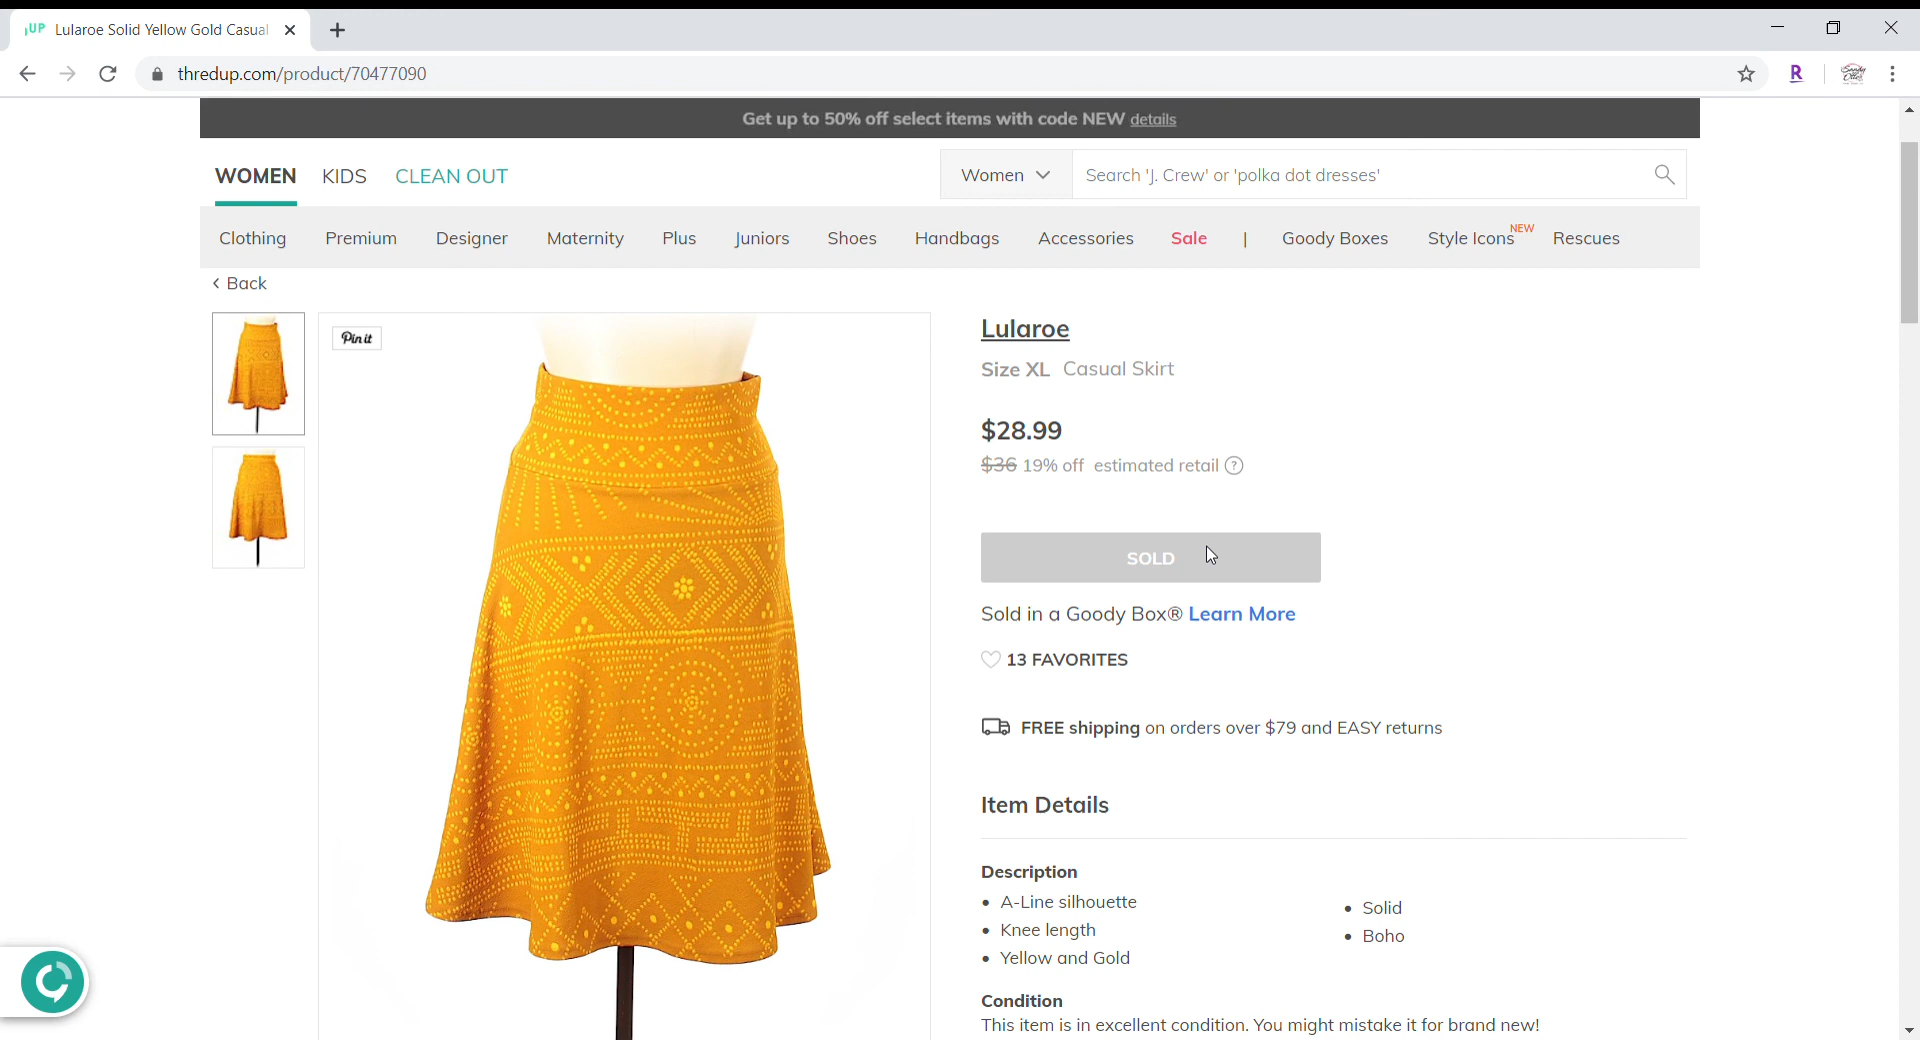 UP Lularoe Solid Yellow Gold Casual
thredup.com/product/70477090
R
Get up to 50% off select items with code NEW details
WOMEN KIDS CLEAN OUT
Women Search 'J. Crew' or 'polka dot dresses'
Clothing Premium Designer Maternity Plus Juniors Shoes Handbags Accessories Sale | Goody Boxes Style Icons NEW Rescues
< Back
Pin it
Lularoe
Size XL Casual Skirt
$28.99
$36 19% off estimated retail ?
SOLD
Sold in a Goody Box® Learn More
13 FAVORITES
FREE shipping on orders over $79 and EASY returns
Item Details
Description
• A-Line silhouette
• Knee length
• Yellow and Gold
• Solid
• Boho
Condition
This item is in excellent condition. You might mistake it for brand new!